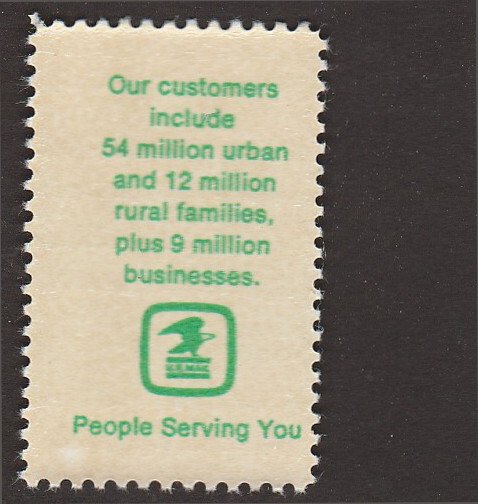 Our customers
include
54 million urban
and 12 million
rural families,
plus 9 million
businesses.
U.S.MAIL
People Serving You